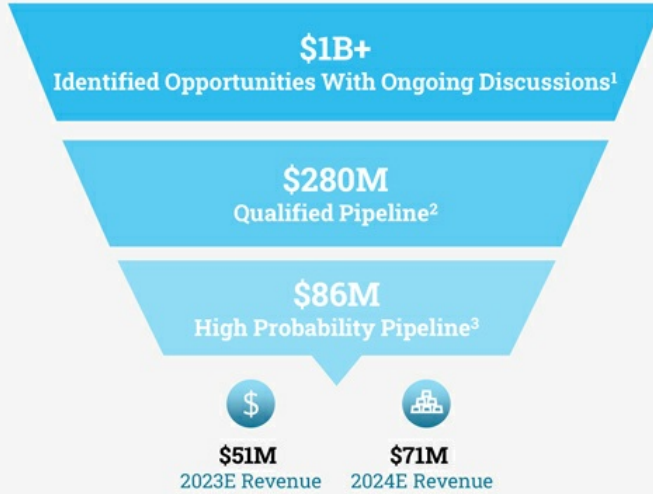 $1B+
Identified Opportunities With Ongoing Discussions¹
$280M
Qualified Pipeline²
$86M
High Probability Pipeline³
$
$51M $71M
2023E Revenue 2024E Revenue